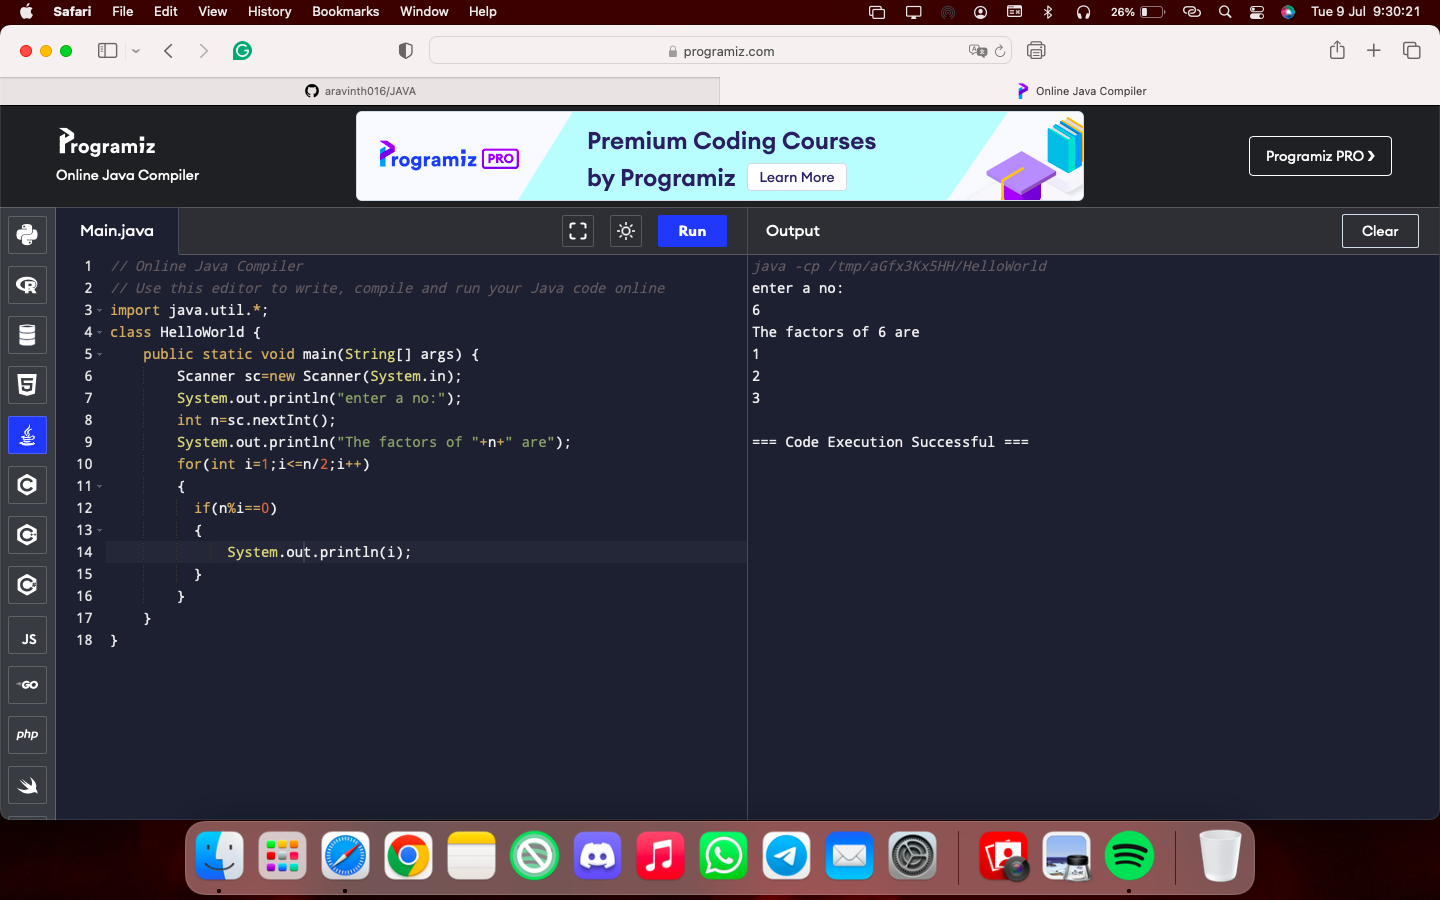 Safari File Edit View History Bookmarks Window Help 26% Tue 9 Jul 9:30:21
programiz.com
aravinth016/JAVA Online Java Compiler
Programiz
Online Java Compiler
Programiz PRO
Premium Coding Courses
by Programiz Learn More
Programiz PRO ❯
Main.java Run
1 // Online Java Compiler
2 // Use this editor to write, compile and run your Java code online
3 import java.util.*;
4 class HelloWorld {
5 public static void main(String[] args) {
6 Scanner sc=new Scanner(System.in);
7 System.out.println("enter a no:");
8 int n=sc.nextInt();
9 System.out.println("The factors of "+n+" are");
10 for(int i=1;i<=n/2;i++)
11 {
12 if(n%i==0)
13 {
14 System.out.println(i);
15 }
16 }
17 }
18 }
Output Clear
java -cp /tmp/aGfx3Kx5HH/HelloWorld
enter a no:
6
The factors of 6 are
1
2
3
=== Code Execution Successful ===
JS
GO
php